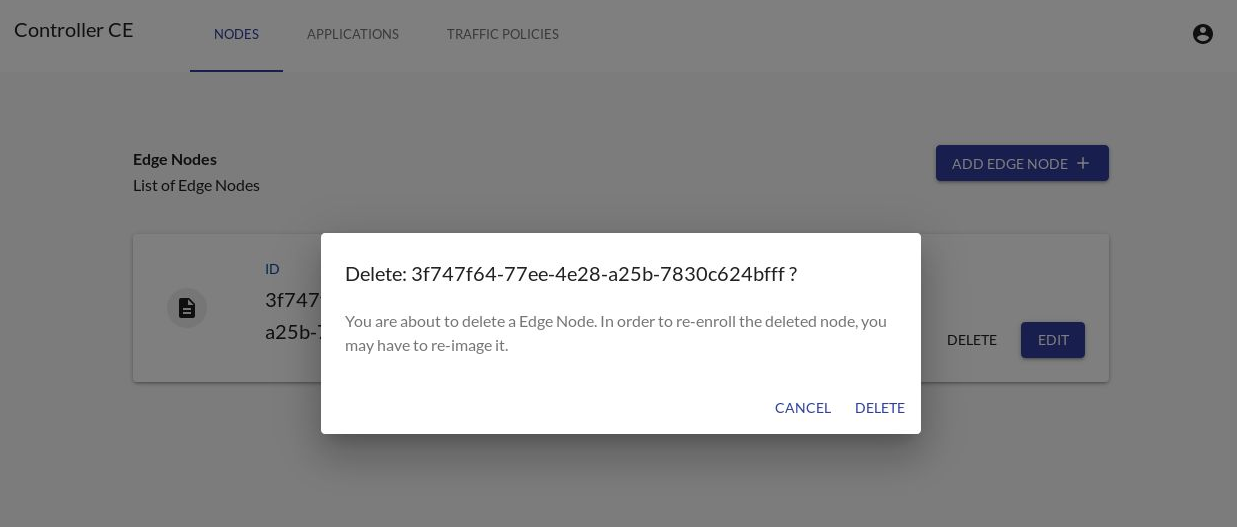 Controller CE
NODES
APPLICATIONS
TRAFFIC POLICIES
Edge Nodes
List of Edge Nodes
ADD EDGE NODE
ID
3f747
a25b-
DELETE
EDIT
Delete: 3f747f64-77ee-4e28-a25b-7830c624bfff ?
You are about to delete a Edge Node. In order to re-enroll the deleted node, you
may have to re-image it.
CANCEL
DELETE